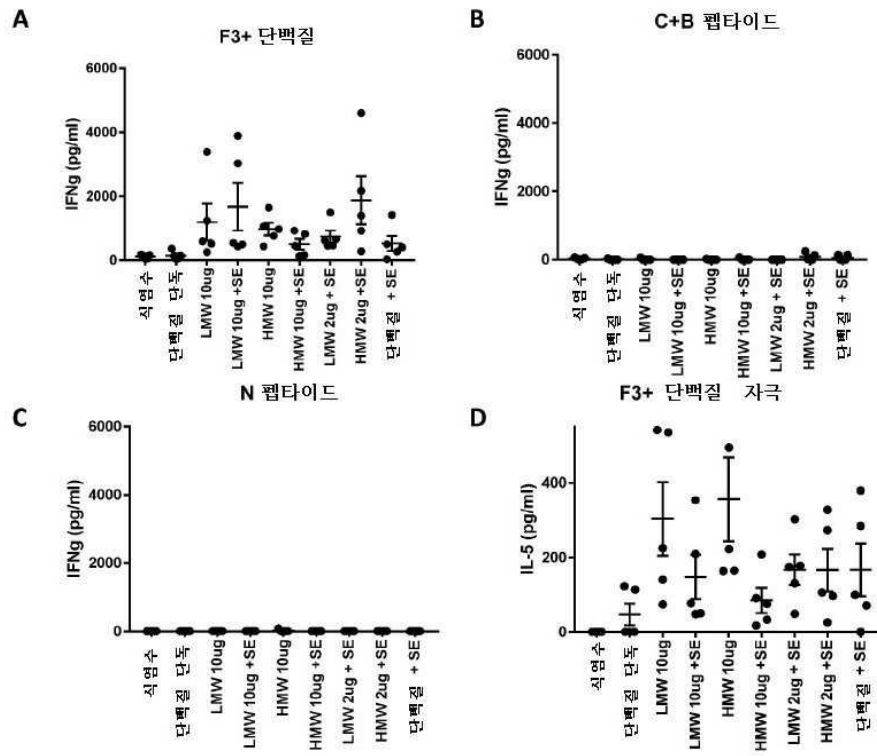 A
F3+ 단백질
IFNg (pg/ml)
6000
4000
2000
0
식염수
단백질 단독
LMW 10ug
LMW 10ug +SE
HMW 10ug
HMW 10ug +SE
LMW 2ug + SE
HMW 2ug + SE
단백질 + SE
B
C+B 펩타이드
IFNg (pg/ml)
6000
4000
2000
0
식염수
단백질 단독
LMW 10ug
LMW 10ug +SE
HMW 10ug
HMW 10ug +SE
LMW 2ug + SE
HMW 2ug + SE
단백질 + SE
C
N 펩타이드
IFNg (pg/ml)
6000
4000
2000
0
식염수
단백질 단독
LMW 10ug
LMW 10ug +SE
HMW 10ug
HMW 10ug +SE
LMW 2ug + SE
HMW 2ug + SE
단백질 + SE
D
F3+ 단백질 자극
IL-5 (pg/ml)
400
200
0
식염수
단백질 단독
LMW 10ug
LMW 10ug +SE
HMW 10ug
HMW 10ug +SE
LMW 2ug + SE
HMW 2ug + SE
단백질 + SE